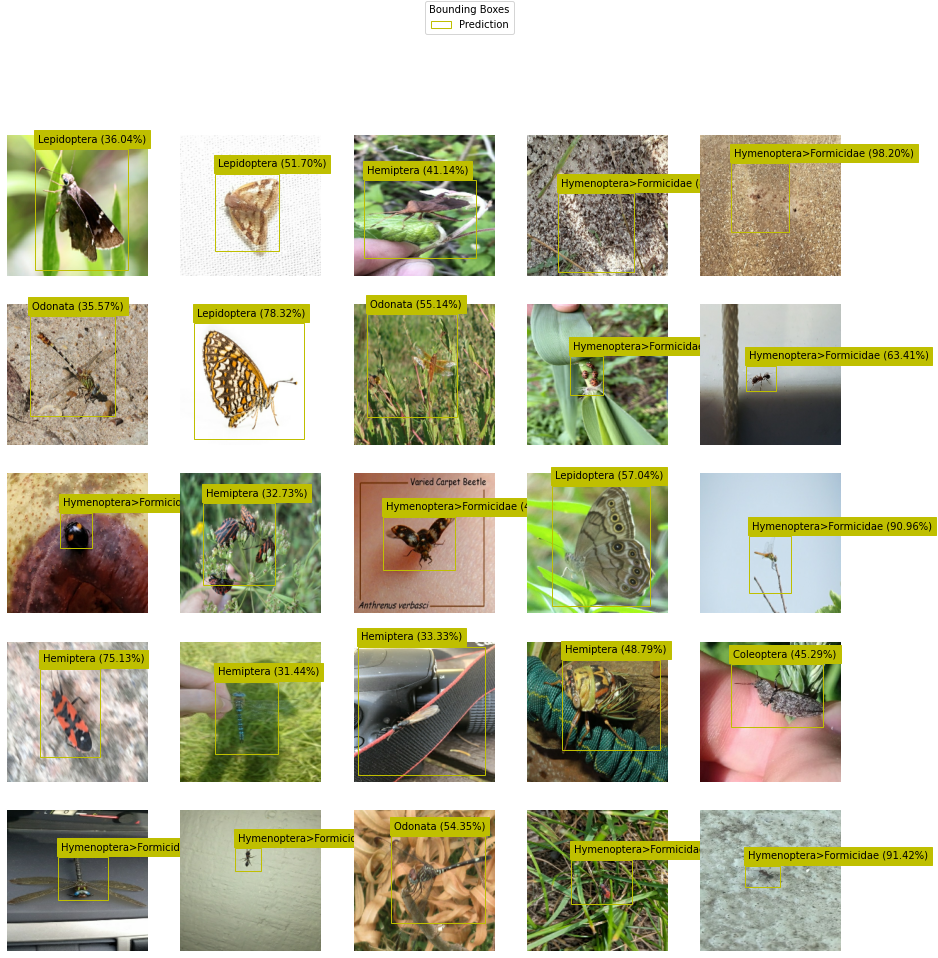 Bounding Boxes
Prediction
Lepidoptera (36.04%)
Lepidoptera (51.70%)
Hemiptera (41.14%)
Hymenoptera>Formicidae (
Hymenoptera>Formicidae (98.20%)
Odonata (35.57%)
Lepidoptera (78.32%)
Odonata (55.14%)
Hymenoptera>Formicidae
Hymenoptera>Formicidae (63.41%)
Hymenoptera>Formicid
Hemiptera (32.73%)
Varied Carpet Beetle
Hymenoptera>Formicidae (4
Anthrenus verbasci
Lepidoptera (57.04%)
Hymenoptera>Formicidae (90.96%)
Hemiptera (75.13%)
Hemiptera (31.44%)
Hemiptera (33.33%)
Hemiptera (48.79%)
Coleoptera (45.29%)
Hymenoptera>Formicid
Hymenoptera>Formicid
Odonata (54.35%)
Hymenoptera>Formicidae
Hymenoptera>Formicidae (91.42%)